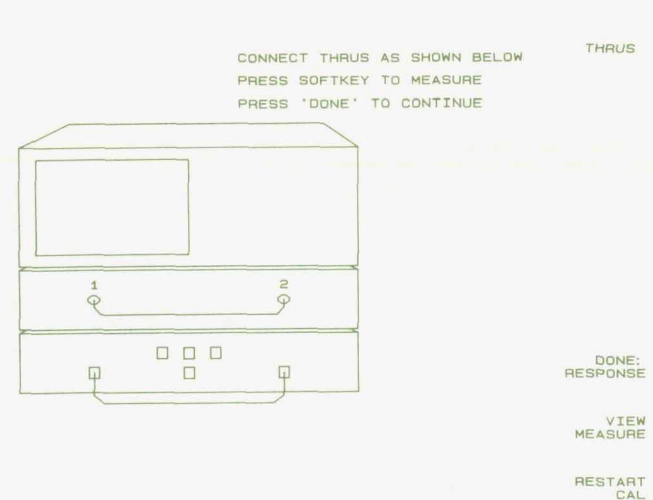 THRUS
CONNECT THRUS AS SHOWN BELOW
PRESS SOFTKEY TO MEASURE
PRESS 'DONE' TO CONTINUE
1 2
DONE:
RESPONSE
VIEW
MEASURE
RESTART
CAL